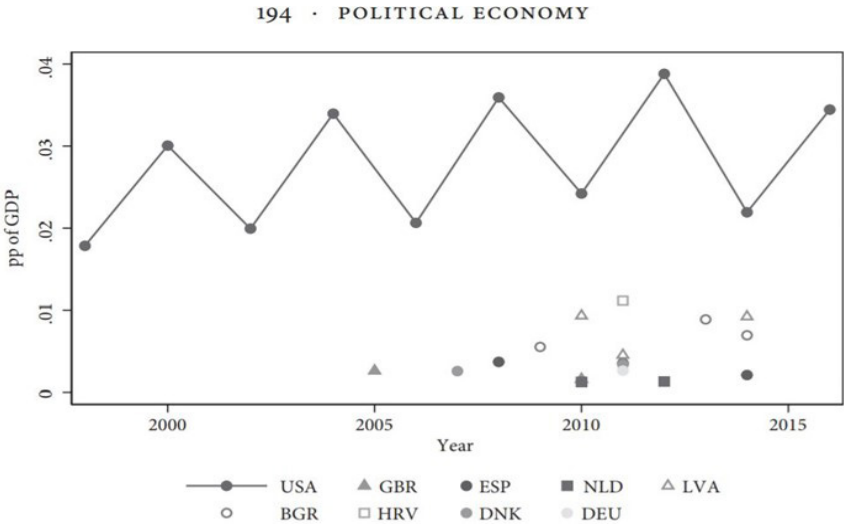 194 · POLITICAL ECONOMY
.04
.03
.02
.01
0
pp of GDP
2000 2005 2010 2015
Year
USA GBR ESP NLD LVA
BGR HRV DNK DEU